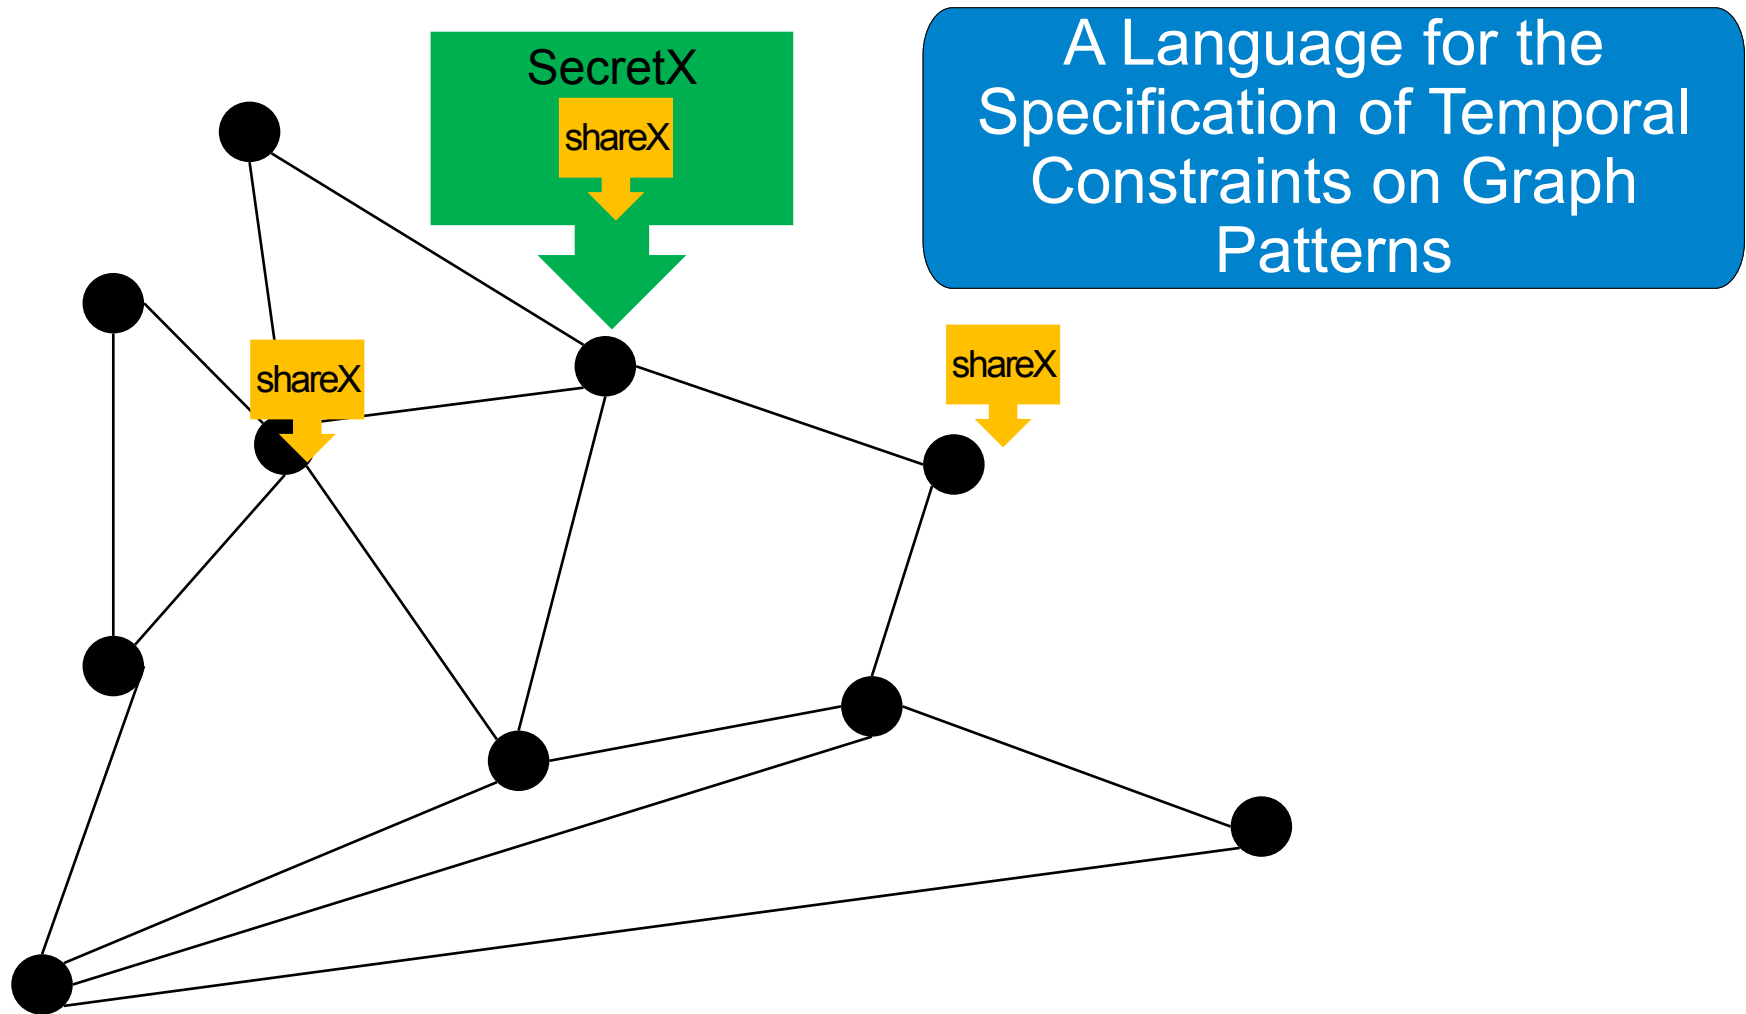 A Language for the
Specification of Temporal
Constraints on Graph
Patterns
SecretX
shareX
shareX
shareX